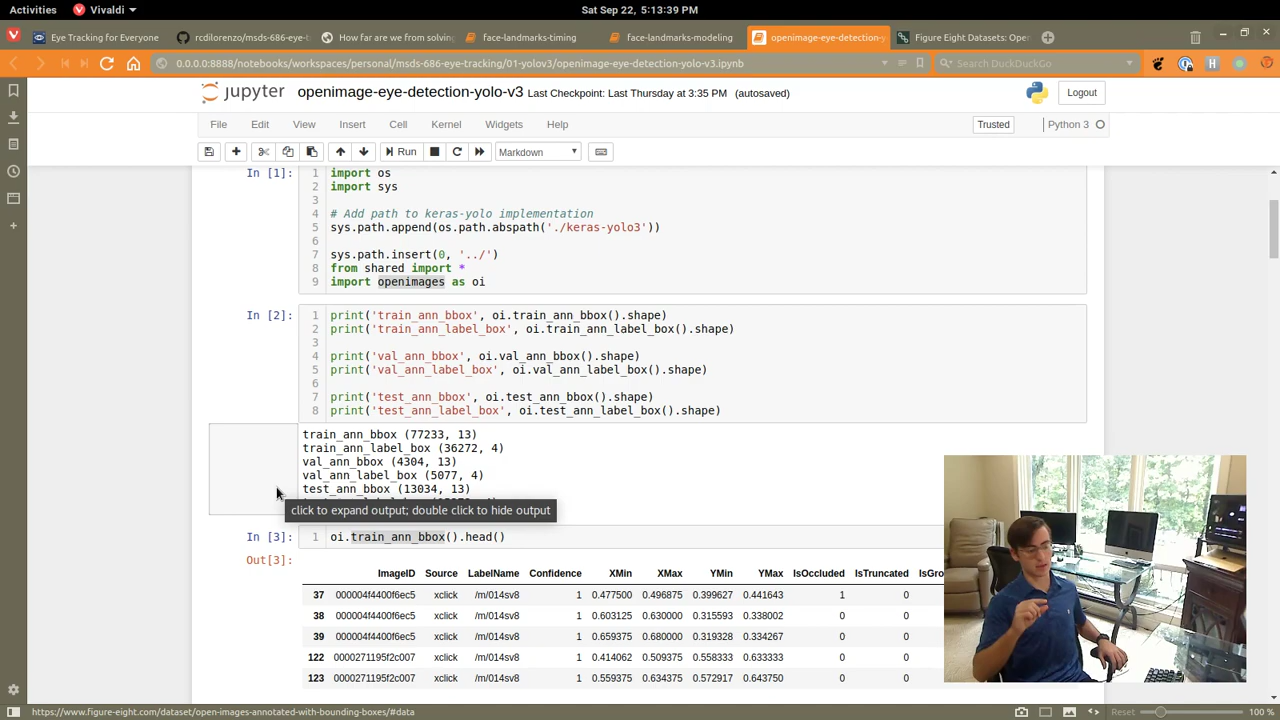 Activities
Vivaldi
Sat Sep 22, 5:13:39 PM
Eye Tracking for Everyone
rcdilorenzo/msds-686-eye-t
How far are we from solving
face-landmarks-timing
face-landmarks-modeling
openimage-eye-detection-y
Figure Eight Datasets: Ope
0.0.0.0:8888/notebooks/workspaces/personal/msds-686-eye-tracking/01-yolov3/openimage-eye-detection-yolo-v3.ipynb
Search DuckDuckGo
jupyter
openimage-eye-detection-yolo-v3 Last Checkpoint: Last Thursday at 3:35 PM (autosaved)
Logout
File Edit View Insert Cell Kernel Widgets Help
Trusted
Python 3
Run
Markdown
In [1]:
1 import os
2 import sys
3
4 # Add path to keras-yolo implementation
5 sys.path.append(os.path.abspath('./keras-yolo3'))
6
7 sys.path.insert(0, '../')
8 from shared import *
9 import openimages as oi
In [2]:
1 print('train_ann_bbox', oi.train_ann_bbox().shape)
2 print('train_ann_label_box', oi.train_ann_label_box().shape)
3
4 print('val_ann_bbox', oi.val_ann_bbox().shape)
5 print('val_ann_label_box', oi.val_ann_label_box().shape)
6
7 print('test_ann_bbox', oi.test_ann_bbox().shape)
8 print('test_ann_label_box', oi.test_ann_label_box().shape)
train_ann_bbox (77233, 13)
train_ann_label_box (36272, 4)
val_ann_bbox (4304, 13)
val_ann_label_box (5077, 4)
test_ann_bbox (13034, 13)
click to expand output; double click to hide output
In [3]:
1 oi.train_ann_bbox().head()
Out[3]:
ImageID Source LabelName Confidence XMin XMax YMin YMax IsOccluded IsTruncated IsGro
37 000004f4400f6ec5 xclick /m/014sv8 1 0.477500 0.496875 0.399627 0.441643 1 0
38 000004f4400f6ec5 xclick /m/014sv8 1 0.603125 0.630000 0.315593 0.338002 0 0
39 000004f4400f6ec5 xclick /m/014sv8 1 0.659375 0.680000 0.319328 0.334267 0 0
122 0000271195f2c007 xclick /m/014sv8 1 0.414062 0.509375 0.558333 0.633333 0 0
123 0000271195f2c007 xclick /m/014sv8 1 0.559375 0.634375 0.572917 0.643750 0 0
https://www.figure-eight.com/dataset/open-images-annotated-with-bounding-boxes/#data
Reset
100 %